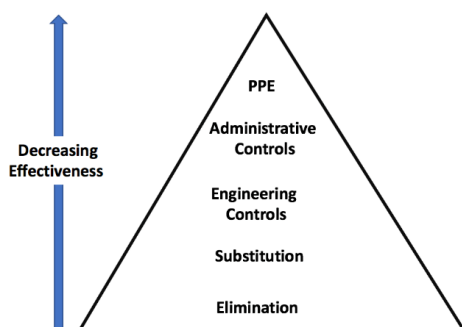 PPE
Administrative
Controls
Decreasing
Effectiveness
Engineering
Controls
Substitution
Elimination